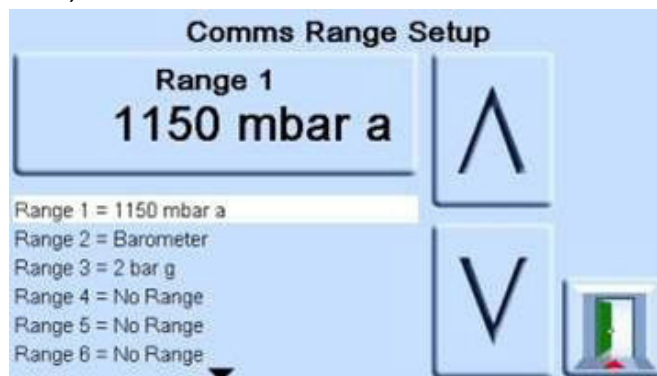 Comms Range Setup
Range 1
1150 mbar a
Range 1 = 1150 mbar a
Range 2 = Barometer
Range 3 = 2 bar g
Range 4 = No Range
Range 5 = No Range
Range 6 = No Range